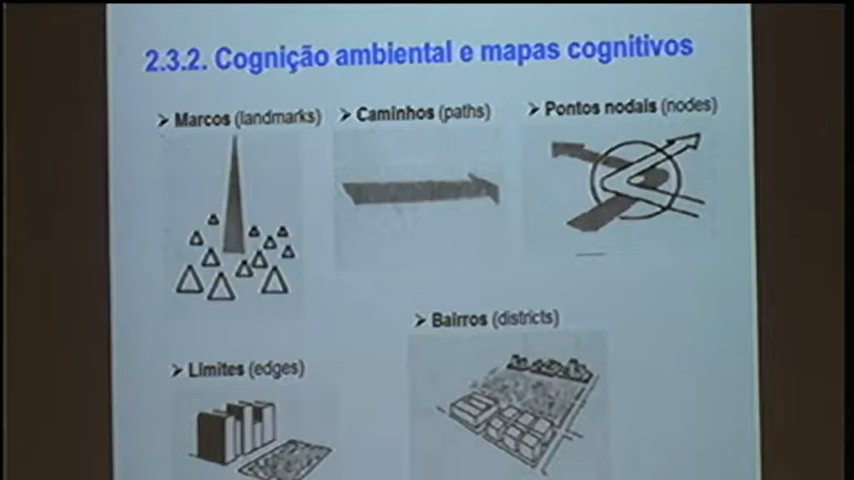 2.3.2. Cognição ambiental e mapas cognitivos
➢ Marcos (landmarks)
➢ Caminhos (paths)
➢ Pontos nodais (nodes)
➢ Bairros (districts)
➢ Limites (edges)